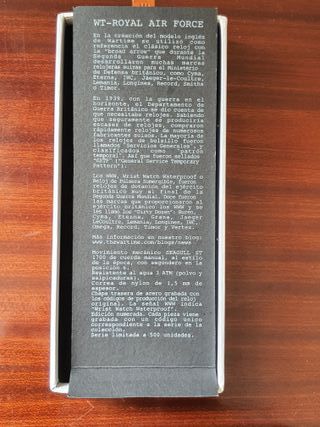 WT-ROYAL AIR FORCE
En la creación del modelo inglés
de Wartime se utilizó como
referencia el clásico reloj con
la "broad arrow" que durante la
Segunda Guerra Mundial
desarrollaron muchas marcas
relojeras suizas para el Ministerio
de Defensa británico, como Cyma,
Eterna, IWC, Jaeger-le-Coultre,
Lemania, Longines, Record, Smiths
o Timor.
En 1939, con la guerra en el
horizonte, el Departamento de
Guerra Británico se dio cuenta de
que necesitaba relojes. Sabiendo
que seguramente se produciría
escasez de relojes, compraron
rápidamente relojes de numerosos
fabricantes suizos. La mayoría de
los relojes de bolsillo fueron
llamados "Servicios Generales", y
clasificados como "patrón
temporal". Así que fueron sellados
"GSTP" ("General Service Temporary
Pattern").
Los WWW, Wrist Watch Waterproof o
Reloj de Pulsera Sumergible, fueron
relojes de dotación del ejército
británico muy al final de la
Segunda Guerra Mundial. Doce fueron
las marcas que proporcionaron al
ejército británico los WWW y se
les llamó los "Dirty Dozen": Buren,
Cyma, Eterna, Grana, Jaeger
LeCoultre, Lemania, Longines, IWC,
Omega, Record, Timor y Vertex.
Más información en nuestro blog:
www.thewartime.com/blogs/news
Movimiento mecánico SEAGULL ST
1700 de cuerda manual, al estilo
de la época, con segundero en la
posición 6.
Resistente al agua 3 ATM (polvo y
salpicaduras).
Correa de nylon de 1,5 mm de
espesor.
Chapa trasera de acero grabada con
los códigos de producción del reloj
original. La señal WWW indica
"Wrist Watch Waterproof".
Edición numerada. Cada pieza viene
grabada con un código único
correspondiente a la serie de la
colección.
Serie limitada a 500 unidades.